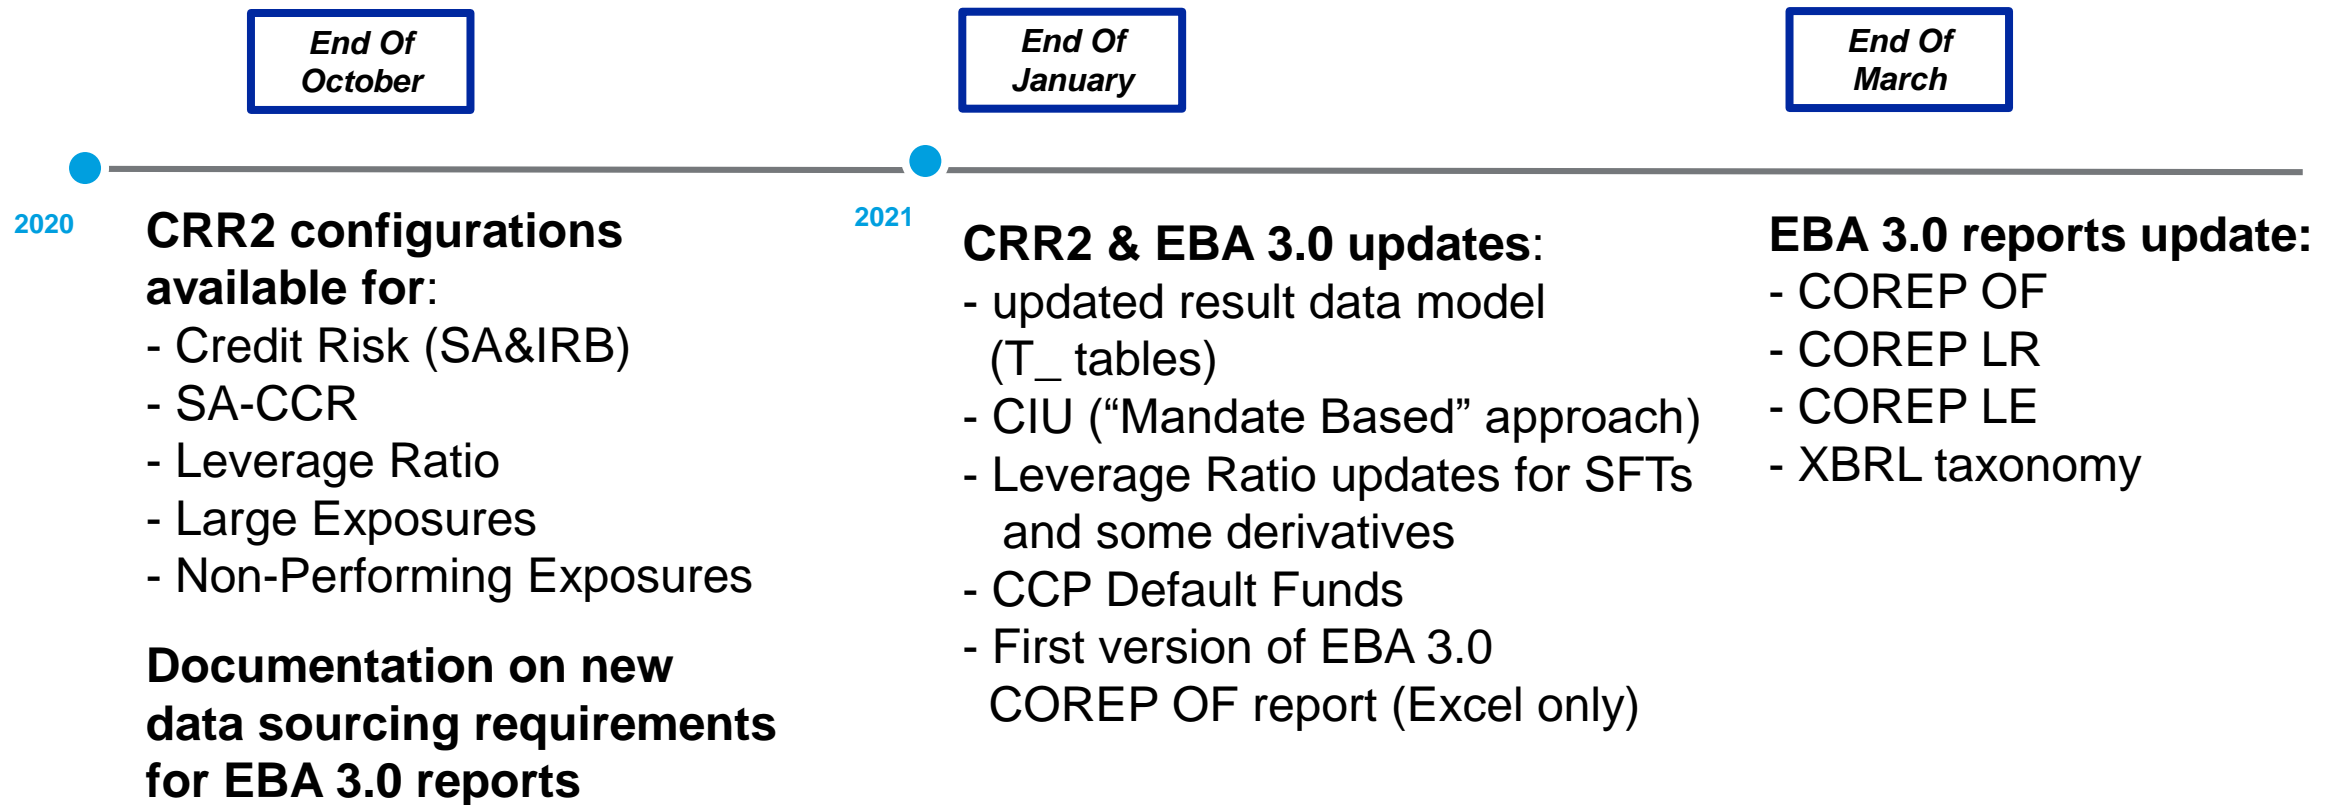 End Of
October
End Of
January
End Of
March
2020
CRR2 configurations
available for:
- Credit Risk (SA&IRB)
- SA-CCR
- Leverage Ratio
- Large Exposures
- Non-Performing Exposures
Documentation on new
data sourcing requirements
for EBA 3.0 reports
2021
CRR2 & EBA 3.0 updates:
- updated result data model
(T_ tables)
- CIU (“Mandate Based” approach)
- Leverage Ratio updates for SFTs
and some derivatives
- CCP Default Funds
- First version of EBA 3.0
COREP OF report (Excel only)
EBA 3.0 reports update:
- COREP OF
- COREP LR
- COREP LE
- XBRL taxonomy